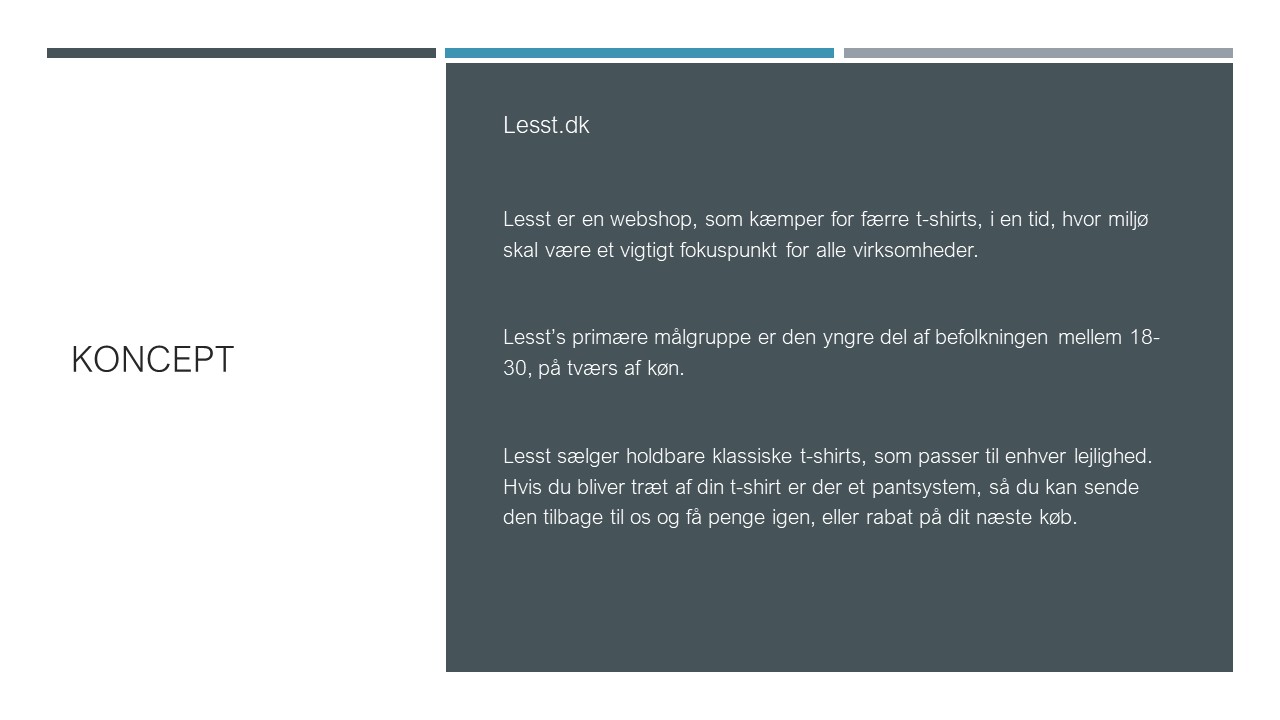 KONCEPT
Lesst.dk
Lesst er en webshop, som kæmper for færre t-shirts, i en tid, hvor miljø
skal være et vigtigt fokuspunkt for alle virksomheder.
Lesst’s primære målgruppe er den yngre del af befolkningen mellem 18-
30, på tværs af køn.
Lesst sælger holdbare klassiske t-shirts, som passer til enhver lejlighed.
Hvis du bliver træt af din t-shirt er der et pantsystem, så du kan sende
den tilbage til os og få penge igen, eller rabat på dit næste køb.